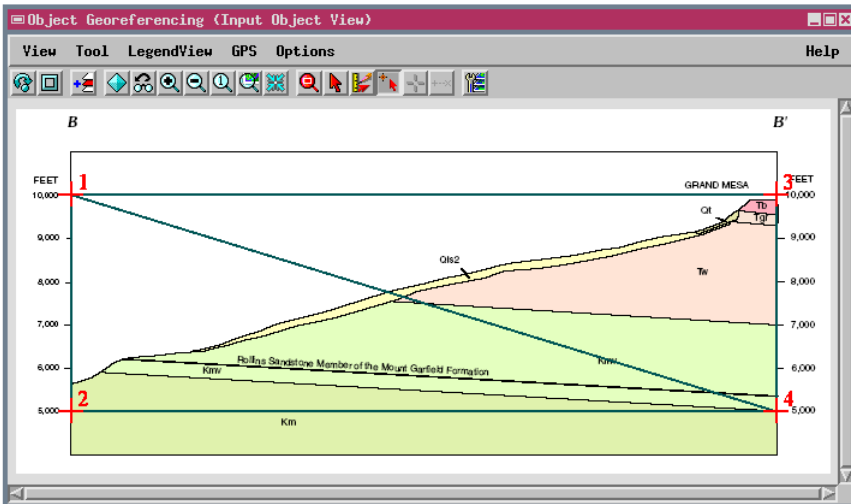 Object Georeferencing (Input Object View)
View Tool LegendView GPS Options Help
B B'
FEET 1 GRAND MESA 3 FEET
10,000 10,000
Tb
Qt Tgr
9,000 9,000
Qls2
Tw
8,000 8,000
7,000 7,000
6,000 Rollins Sandstone Member of the Mount Garfield Formation Kmv 6,000
Kmv
2 4
5,000 5,000
Km